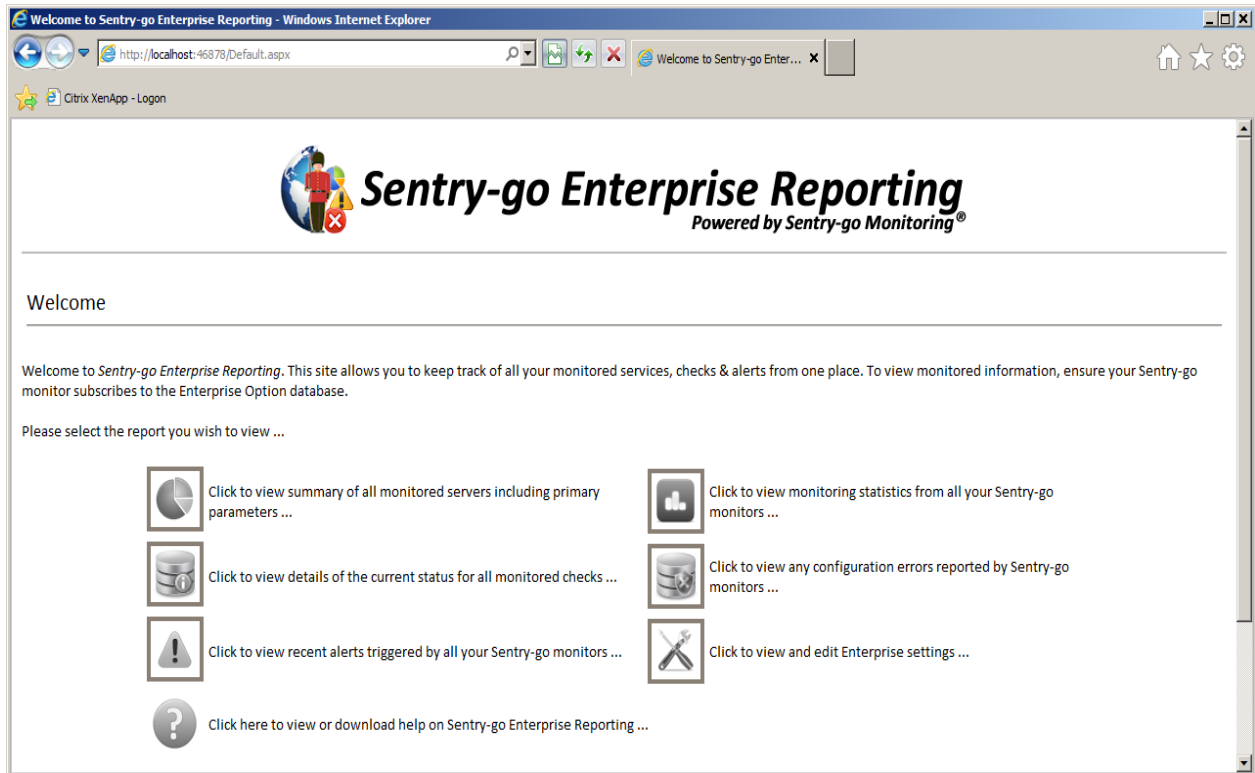 Welcome to Sentry-go Enterprise Reporting - Windows Internet Explorer
http://localhost:46878/Default.aspx
Welcome to Sentry-go Enter...
Citrix XenApp - Logon
Sentry-go Enterprise Reporting
Powered by Sentry-go Monitoring®
Welcome
Welcome to Sentry-go Enterprise Reporting. This site allows you to keep track of all your monitored services, checks & alerts from one place. To view monitored information, ensure your Sentry-go
monitor subscribes to the Enterprise Option database.
Please select the report you wish to view ...
Click to view summary of all monitored servers including primary
parameters ...
Click to view monitoring statistics from all your Sentry-go
monitors ...
Click to view details of the current status for all monitored checks ...
Click to view any configuration errors reported by Sentry-go
monitors ...
Click to view recent alerts triggered by all your Sentry-go monitors ...
Click to view and edit Enterprise settings ...
Click here to view or download help on Sentry-go Enterprise Reporting ...